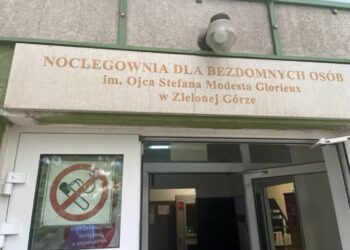 NOCLEGOWNIA DLA BEZDOMNYCH OSÓB
im. Ojca Stefana Modesta Glorieux
w Zielonej Górze